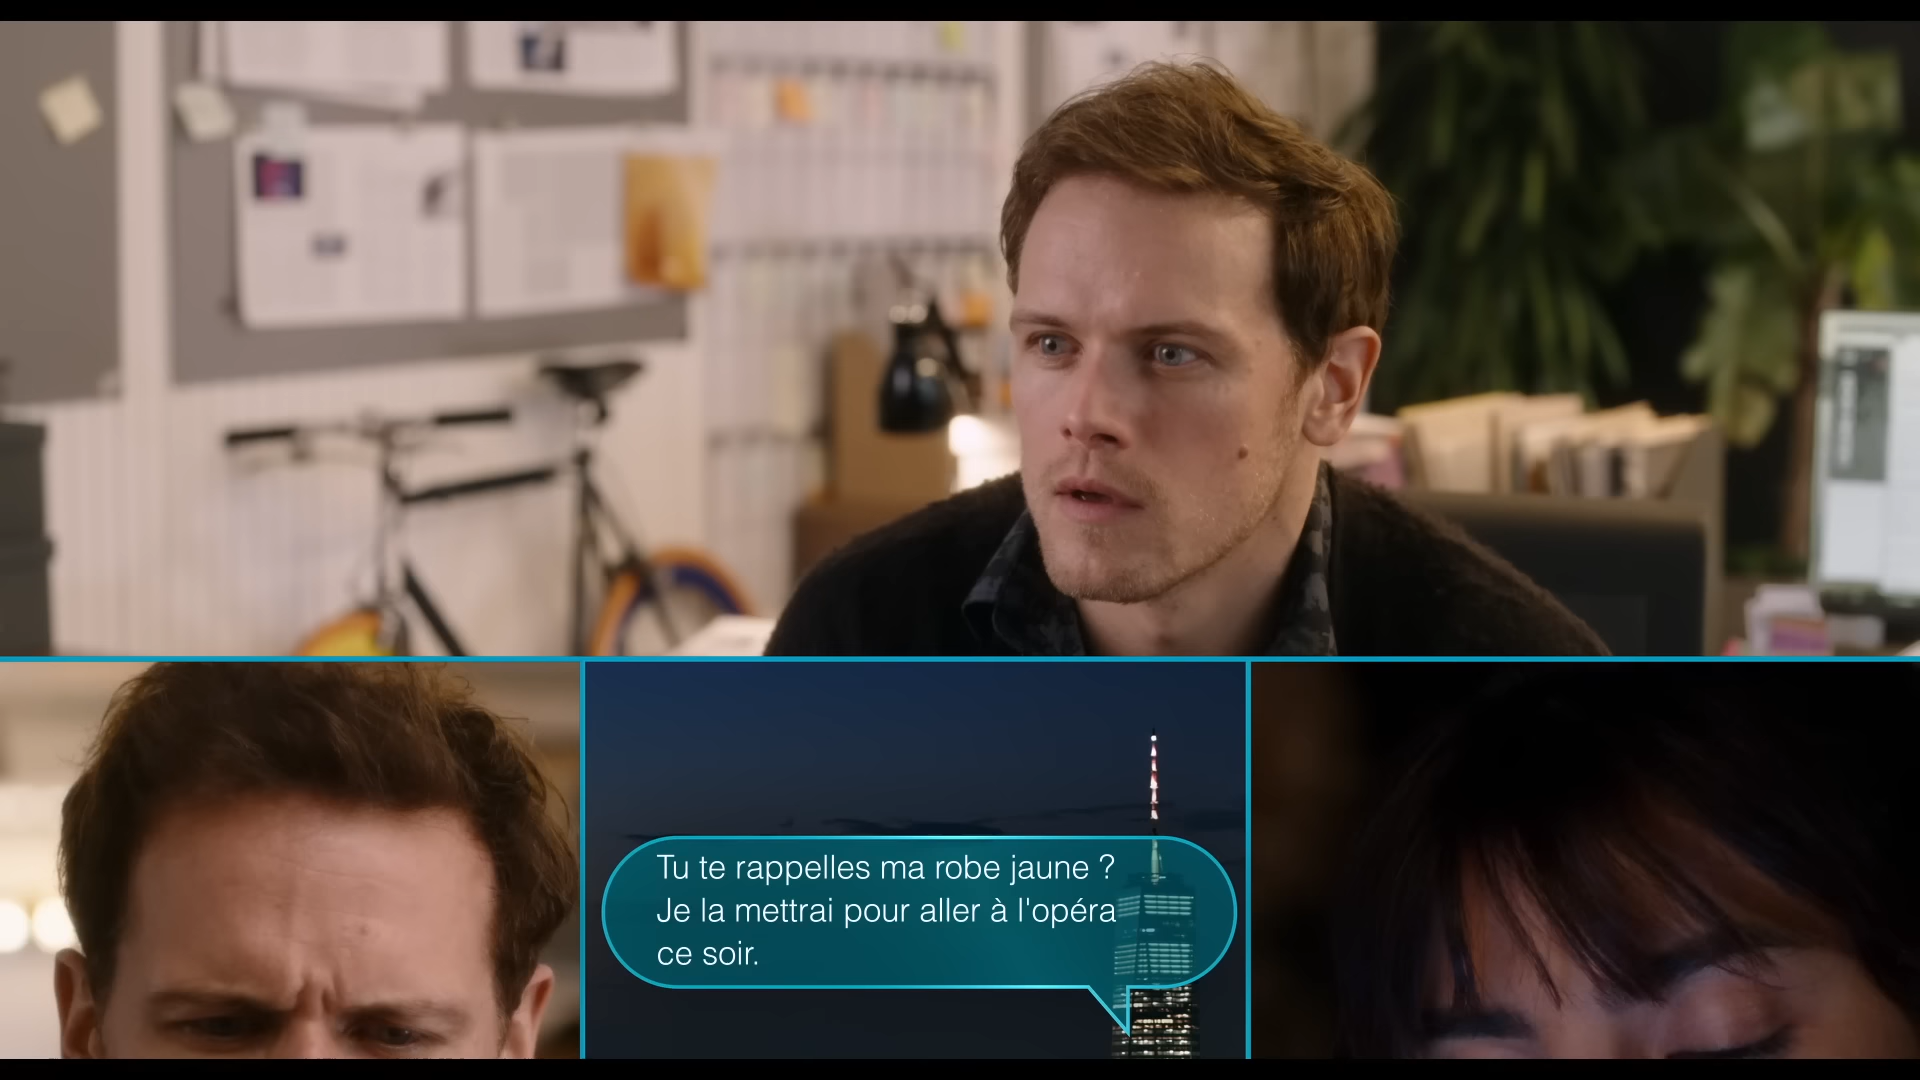 Tu te rappelles ma robe jaune ?
Je la mettrai pour aller à l'opéra
ce soir.